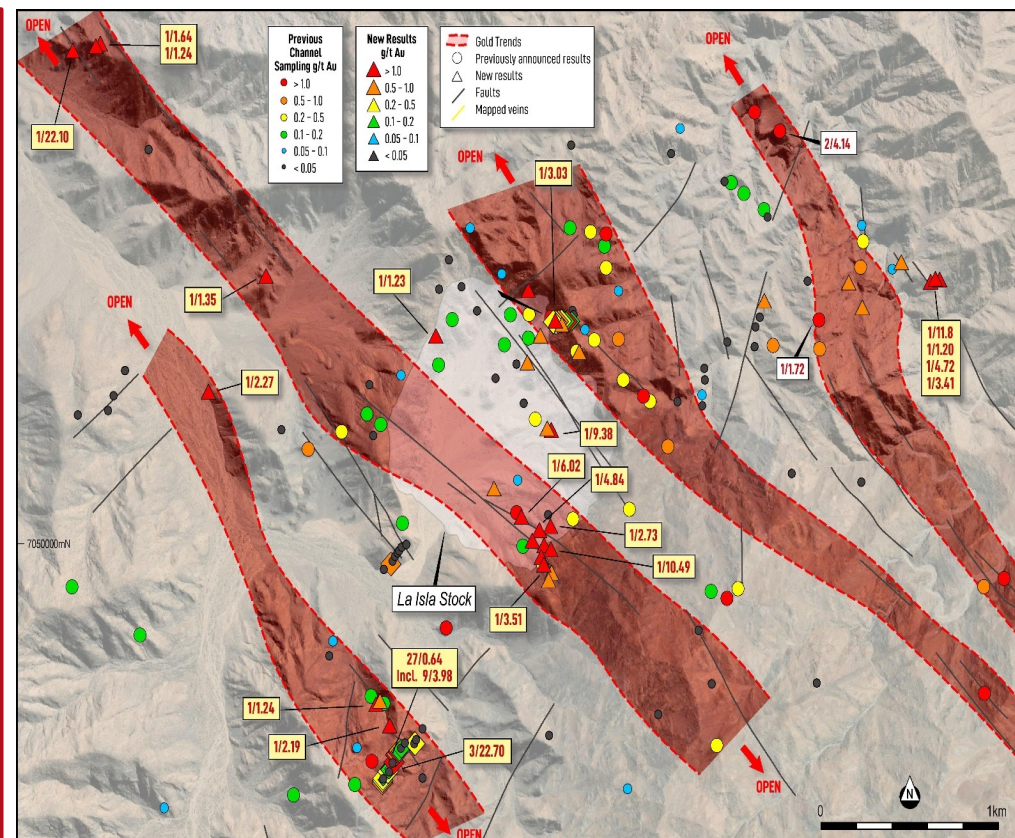 OPEN
1/1.64
1/1.24
1/22.10
Previous
Channel
Sampling g/t Au
> 1.0
0.5 - 1.0
0.2 - 0.5
0.1 - 0.2
0.05 - 0.1
< 0.05
New Results
g/t Au
> 1.0
0.5 - 1.0
0.2 - 0.5
0.1 - 0.2
0.05 - 0.1
< 0.05
Gold Trends
Previously announced results
New results
Faults
Mapped veins
OPEN
2/4.14
OPEN
1/3.03
1/1.23
1/1.35
OPEN
1/11.8
1/1.20
1/4.72
1/3.41
1/1.72
1/2.27
1/9.38
1/6.02
1/4.84
1/2.73
7050000mN
1/10.49
La Isla Stock
1/3.51
27/0.64
Incl. 9/3.98
1/1.24
1/2.19
3/22.70
OPEN
OPEN
N
0
1km